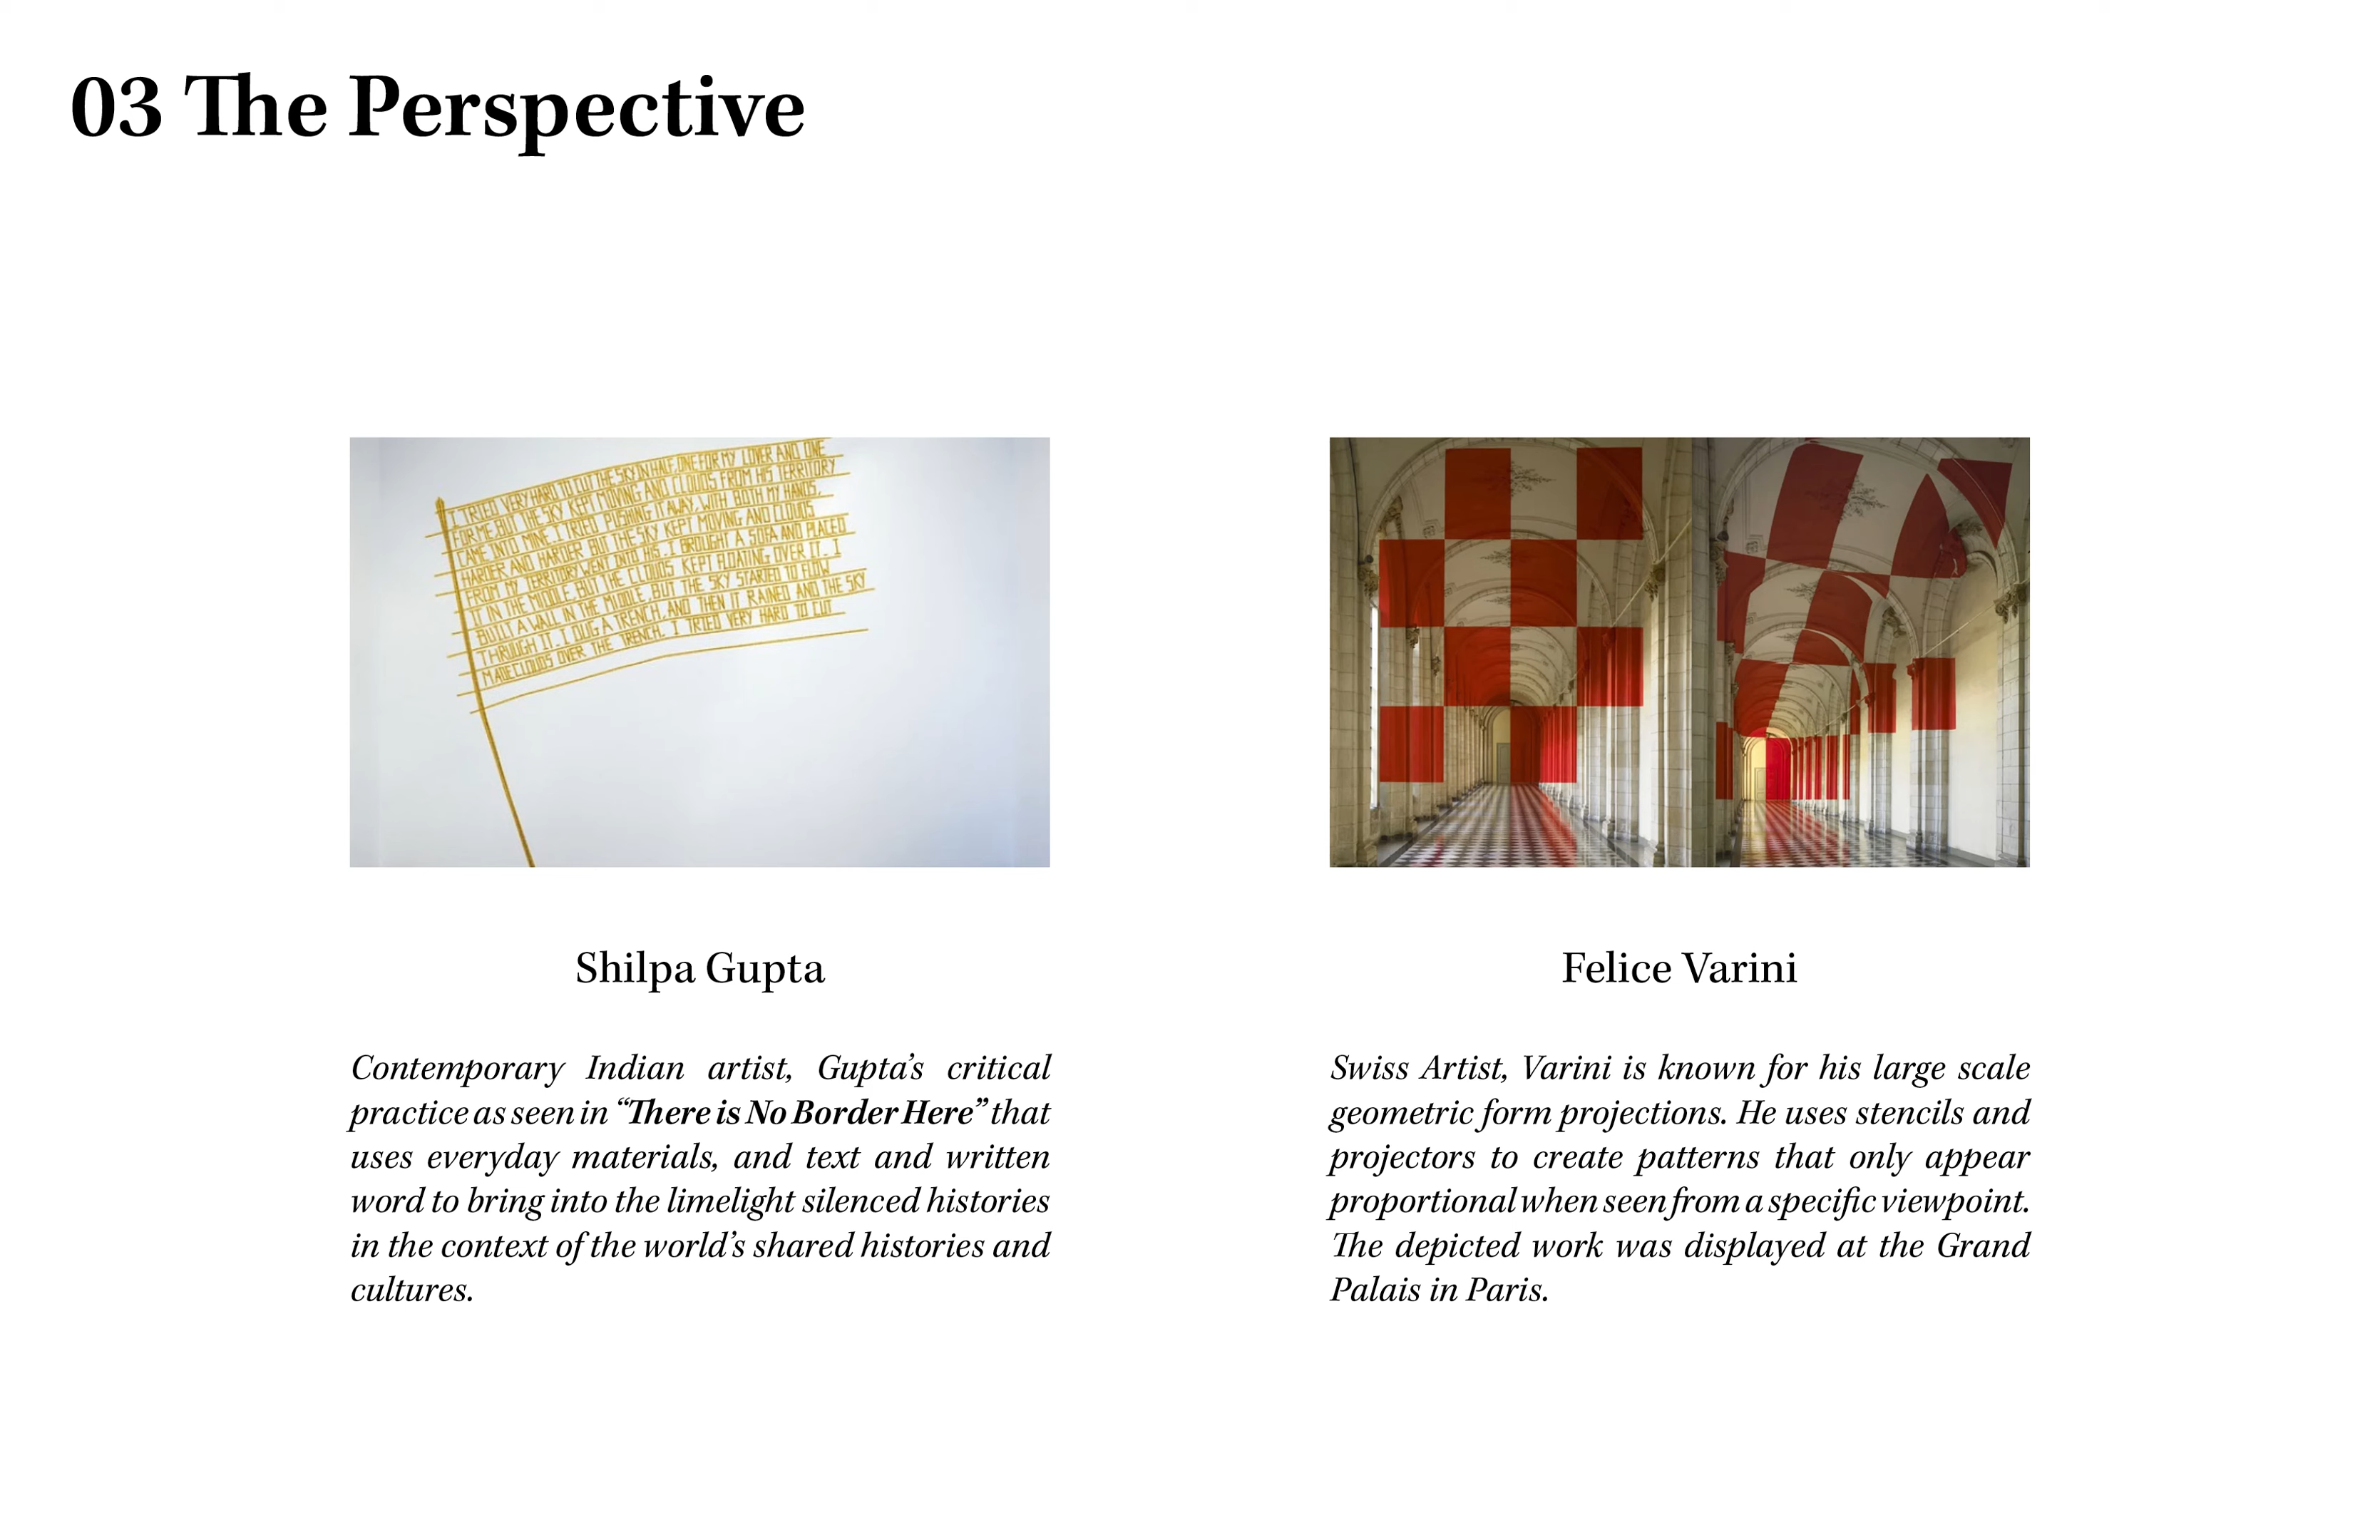 03 The Perspective
I TRIED VERY HARD TO CUT THE SKY IN HALF, ONE FOR MY LOVER AND ONE
FOR ME. BUT THE SKY KEPT MOVING AND CLOUDS FROM HIS TERRITORY
CAME INTO MINE. I TRIED PUSHING IT AWAY, WITH BOTH MY HANDS,
HARDER AND HARDER BUT THE SKY KEPT MOVING AND CLOUDS
FROM MY TERRITORY WENT INTO HIS. I BROUGHT A SOFA AND PLACED
IT IN THE MIDDLE, BUT THE CLOUDS KEPT FLOATING OVER IT. I
BUILT A WALL IN THE MIDDLE, BUT THE SKY STARTED TO FLOW
THROUGH IT. I DUG A TRENCH. AND THEN IT RAINED AND THE SKY
MADE CLOUDS OVER THE TRENCH. I TRIED VERY HARD TO CUT
Shilpa Gupta
Contemporary Indian artist, Gupta’s critical
practice as seen in “There is No Border Here” that
uses everyday materials, and text and written
word to bring into the limelight silenced histories
in the context of the world’s shared histories and
cultures.
Felice Varini
Swiss Artist, Varini is known for his large scale
geometric form projections. He uses stencils and
projectors to create patterns that only appear
proportional when seen from a specific viewpoint.
The depicted work was displayed at the Grand
Palais in Paris.